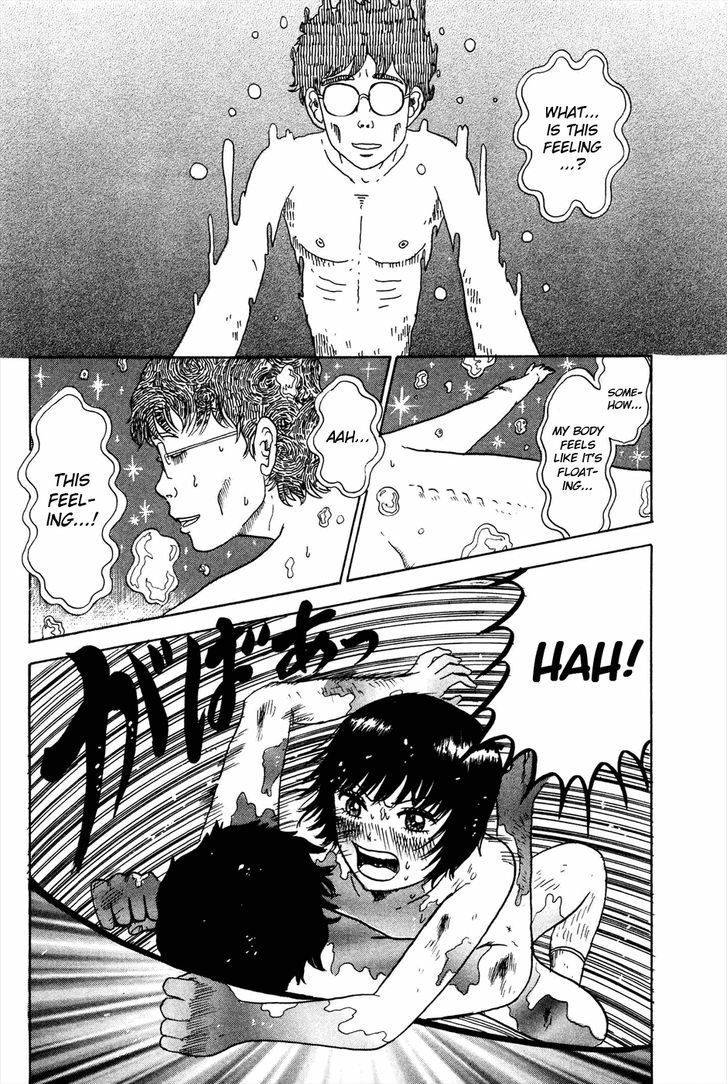 WHAT...
IS THIS
FEELING
...?
SOME-
HOW...
MY BODY
FEELS
LIKE IT'S
FLOAT-
ING...
AAH...
THIS
FEEL-
ING...!
HAH!
がばあっ